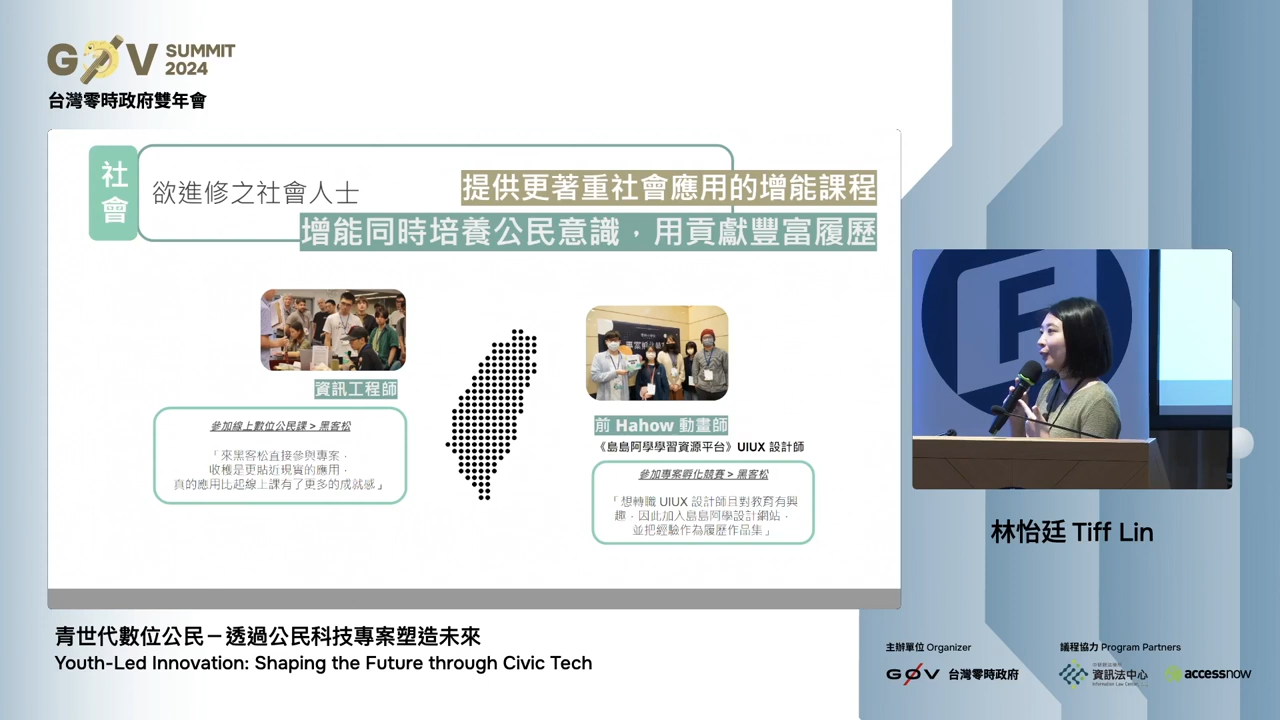 G0V SUMMIT 2024
台灣零時政府雙年會
社會
欲進修之社會人士
提供更著重社會應用的增能課程
增能同時培養公民意識，用貢獻豐富履歷
資訊工程師
參加線上數位公民課 > 黑客松
「來黑客松直接參與專案，
收穫是更貼近現實的應用，
真的應用比起線上課有了更多的成就感」
前 Hahow 動畫師
《島島阿學學習資源平台》UIUX 設計師
參加專案孵化競賽 > 黑客松
「想轉職 UIUX 設計師且對教育有興
趣，因此加入島島阿學設計網站，
並把經驗作為履歷作品集」
F
林怡廷 Tiff Lin
青世代數位公民－透過公民科技專案塑造未來
Youth-Led Innovation: Shaping the Future through Civic Tech
主辦單位 Organizer
G0V 台灣零時政府
議程協力 Program Partners
資訊法中心
Information Law Center
accessnow